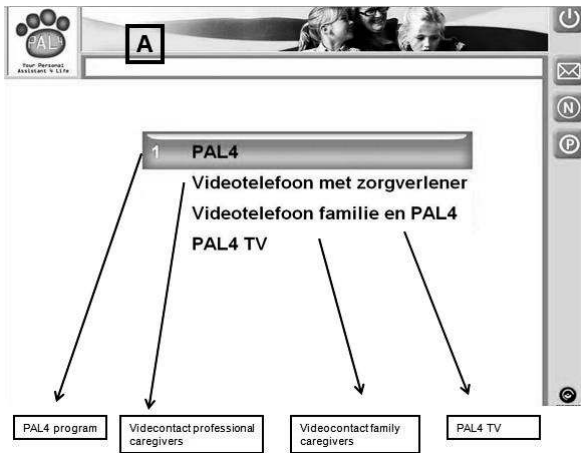 PAL4
Your Personal
Assistant 4 Life
A
N
P
1 PAL4
Videotelefoon met zorgverlener
Videotelefoon familie en PAL4
PAL4 TV
PAL4 program
Videcontact professional
caregivers
Videocontact family
caregivers
PAL4 TV